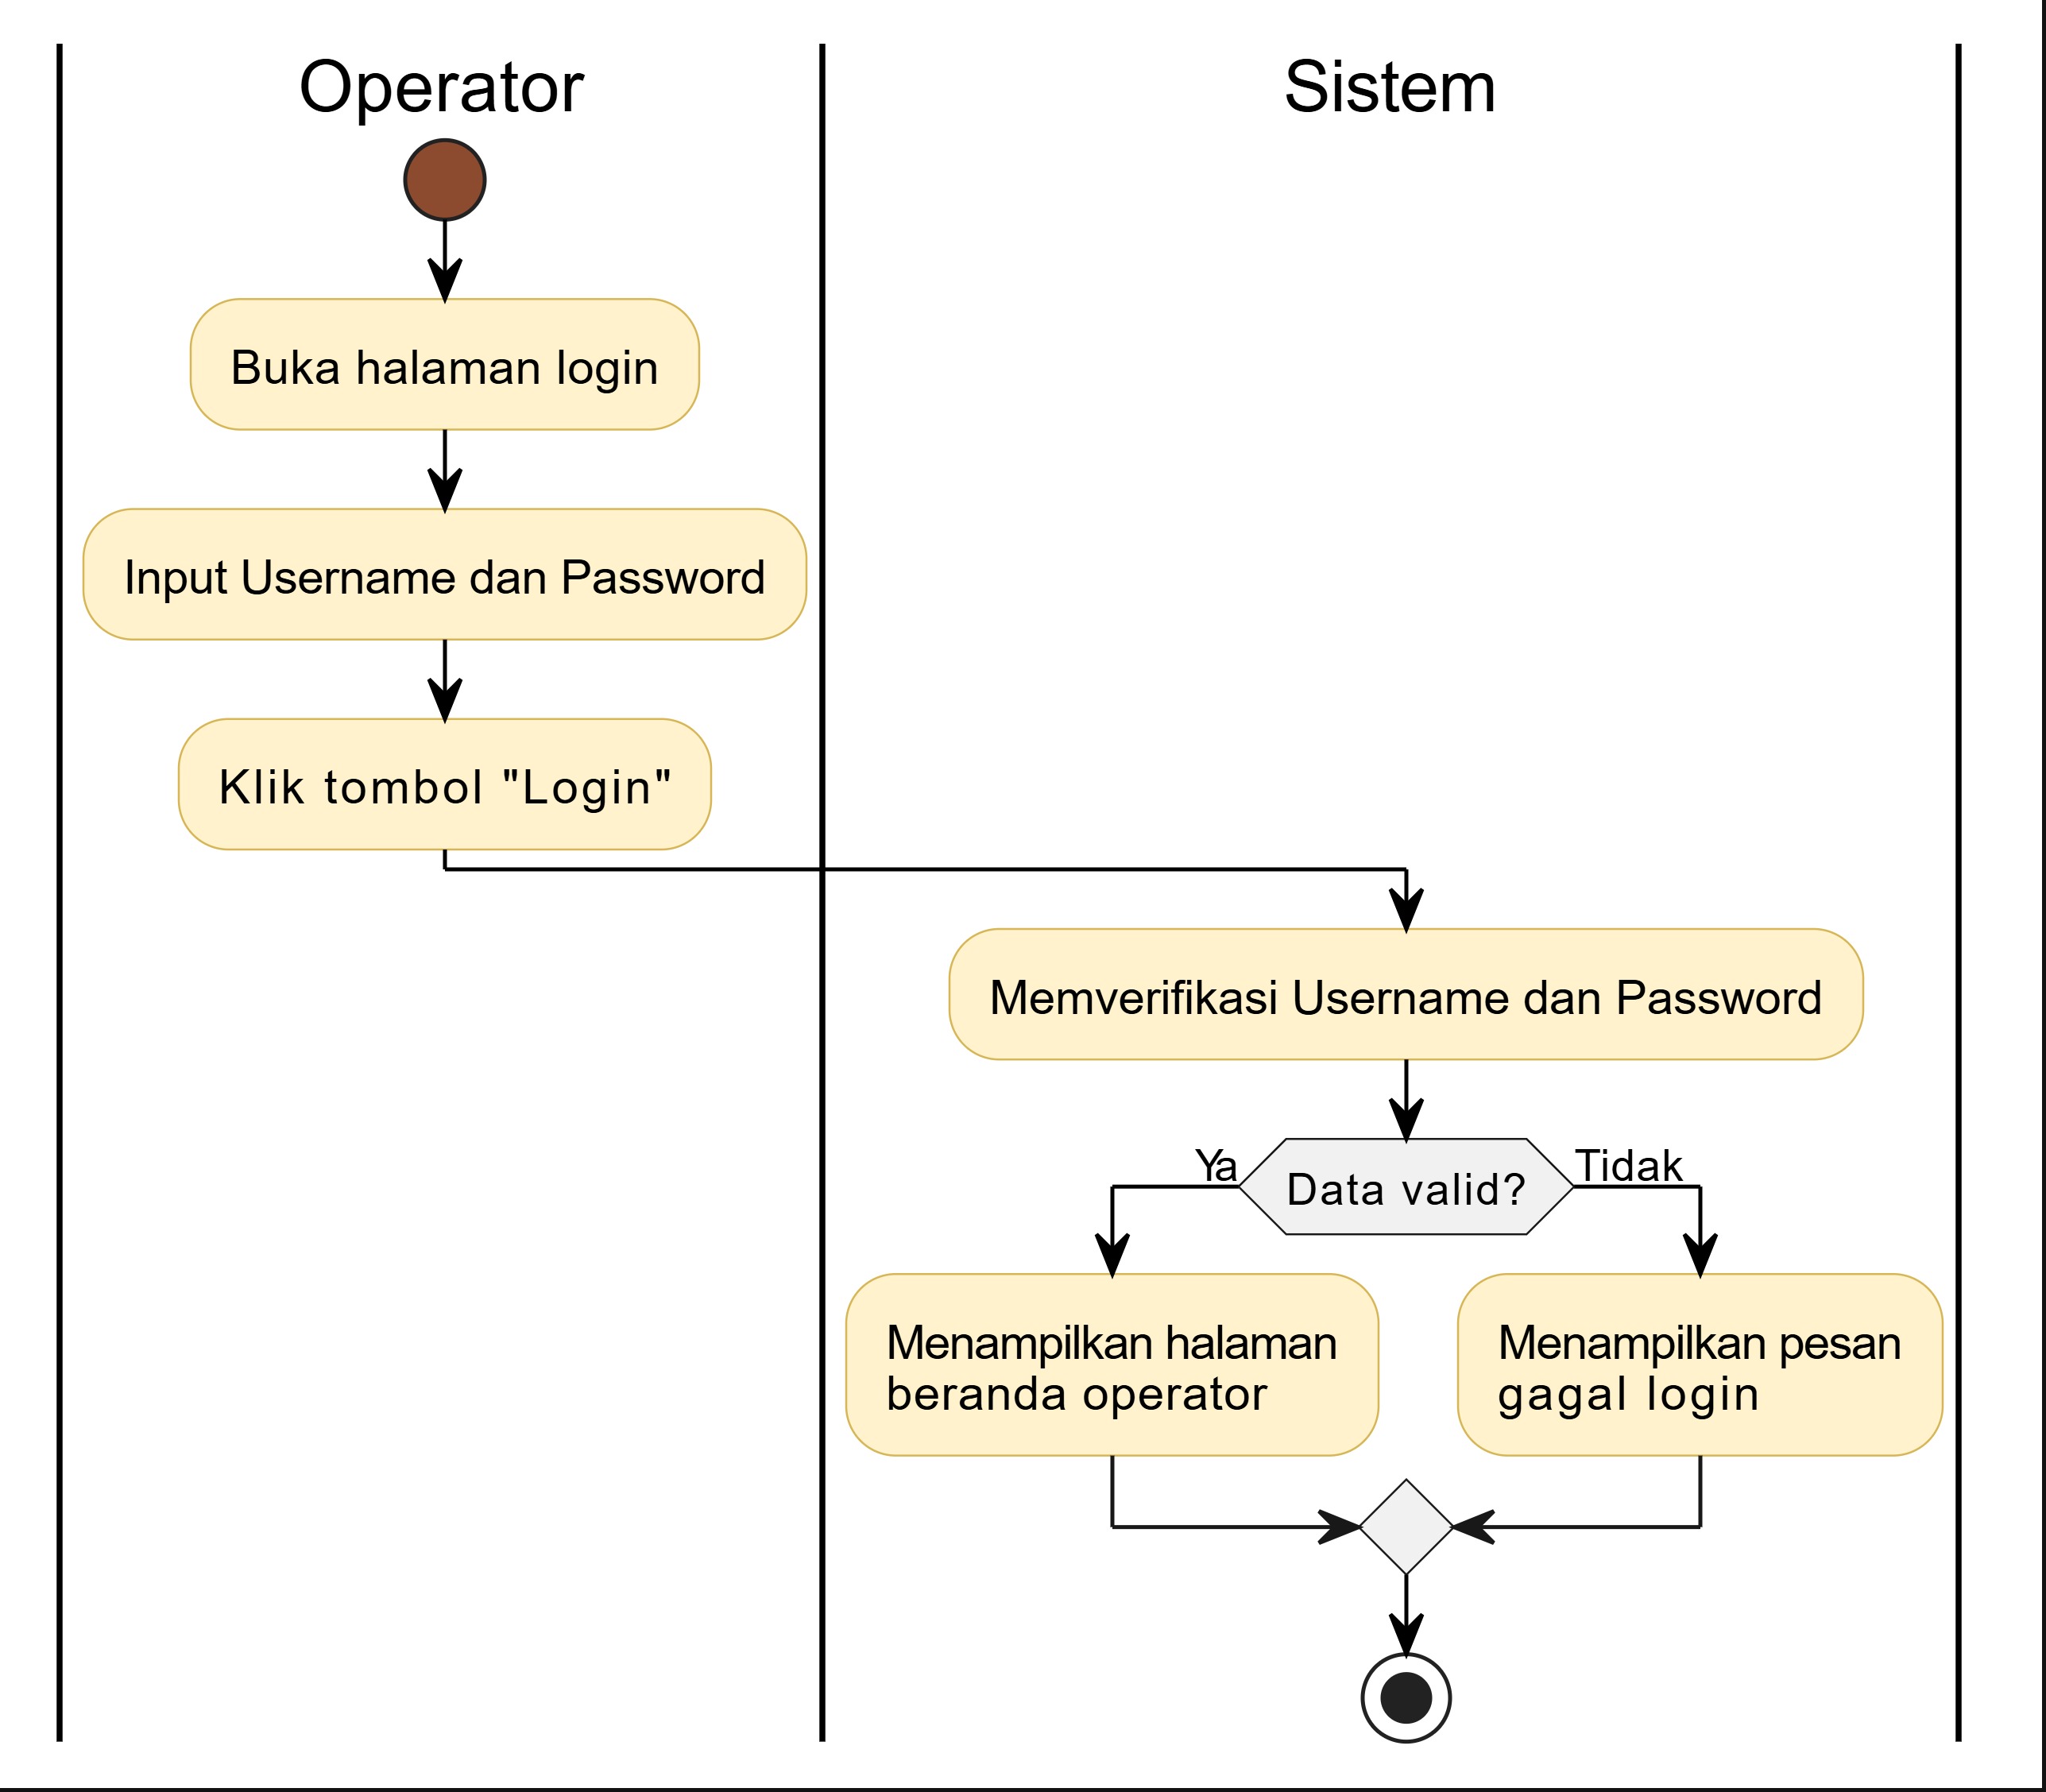 Operator
Sistem
Buka halaman login
Input Username dan Password
Klik tombol "Login"
Memverifikasi Username dan Password
Ya
Data valid?
Tidak
Menampilkan halaman
beranda operator
Menampilkan pesan
gagal login